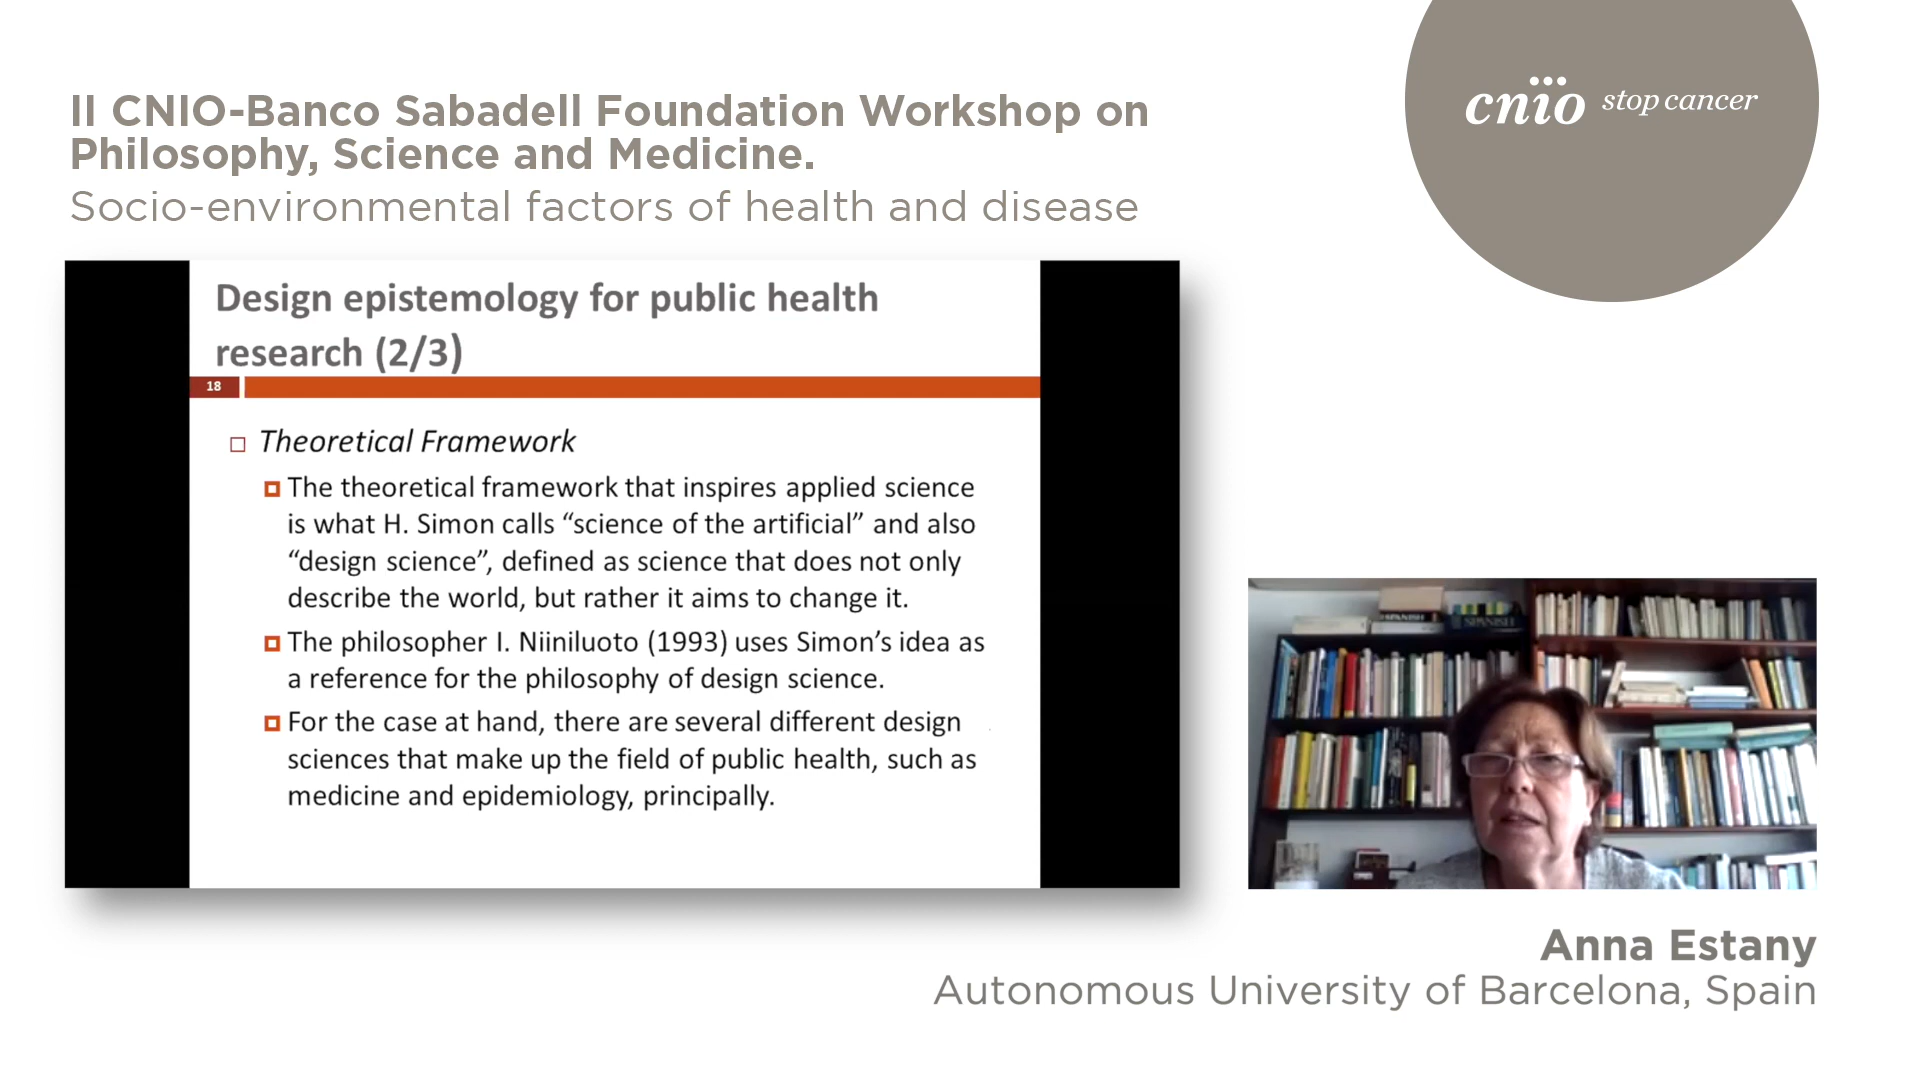 II CNIO-Banco Sabadell Foundation Workshop on
Philosophy, Science and Medicine.
Socio-environmental factors of health and disease
cnio stop cancer
Design epistemology for public health
research (2/3)
18
Theoretical Framework
The theoretical framework that inspires applied science
is what H. Simon calls “science of the artificial” and also
“design science”, defined as science that does not only
describe the world, but rather it aims to change it.
The philosopher I. Niiniluoto (1993) uses Simon’s idea as
a reference for the philosophy of design science.
For the case at hand, there are several different design
sciences that make up the field of public health, such as
medicine and epidemiology, principally.
SPANISH
SPANISH
Anna Estany
Autonomous University of Barcelona, Spain